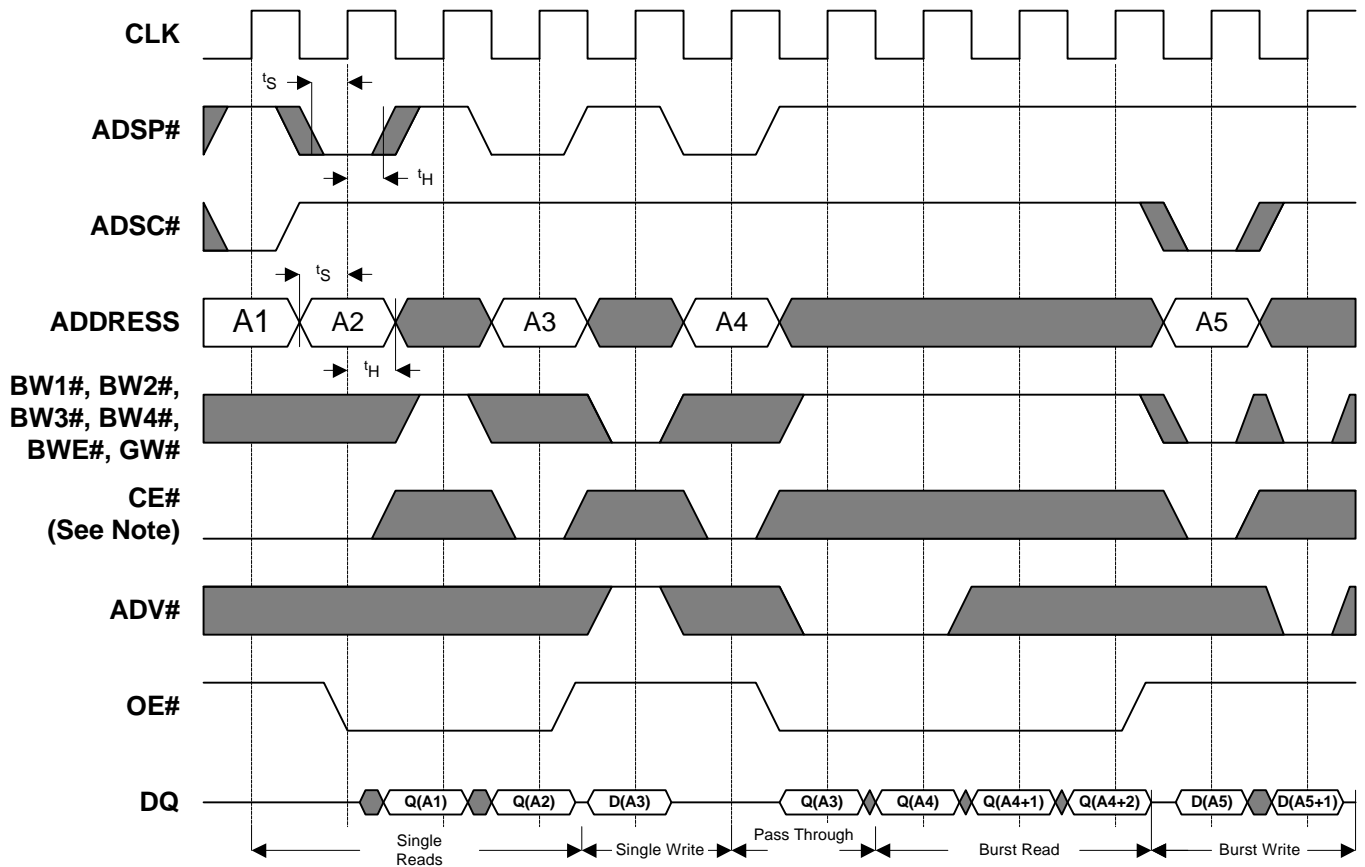 CLK
tS
ADSP#
tH
ADSC#
tS
ADDRESS
A1
A2
A3
A4
A5
tH
BW1#, BW2#,
BW3#, BW4#,
BWE#, GW#
CE#
(See Note)
ADV#
OE#
DQ
Q(A1)
Q(A2)
D(A3)
Q(A3)
Q(A4)
Q(A4+1)
Q(A4+2)
D(A5)
D(A5+1)
Single
Reads
Single Write
Pass Through
Burst Read
Burst Write